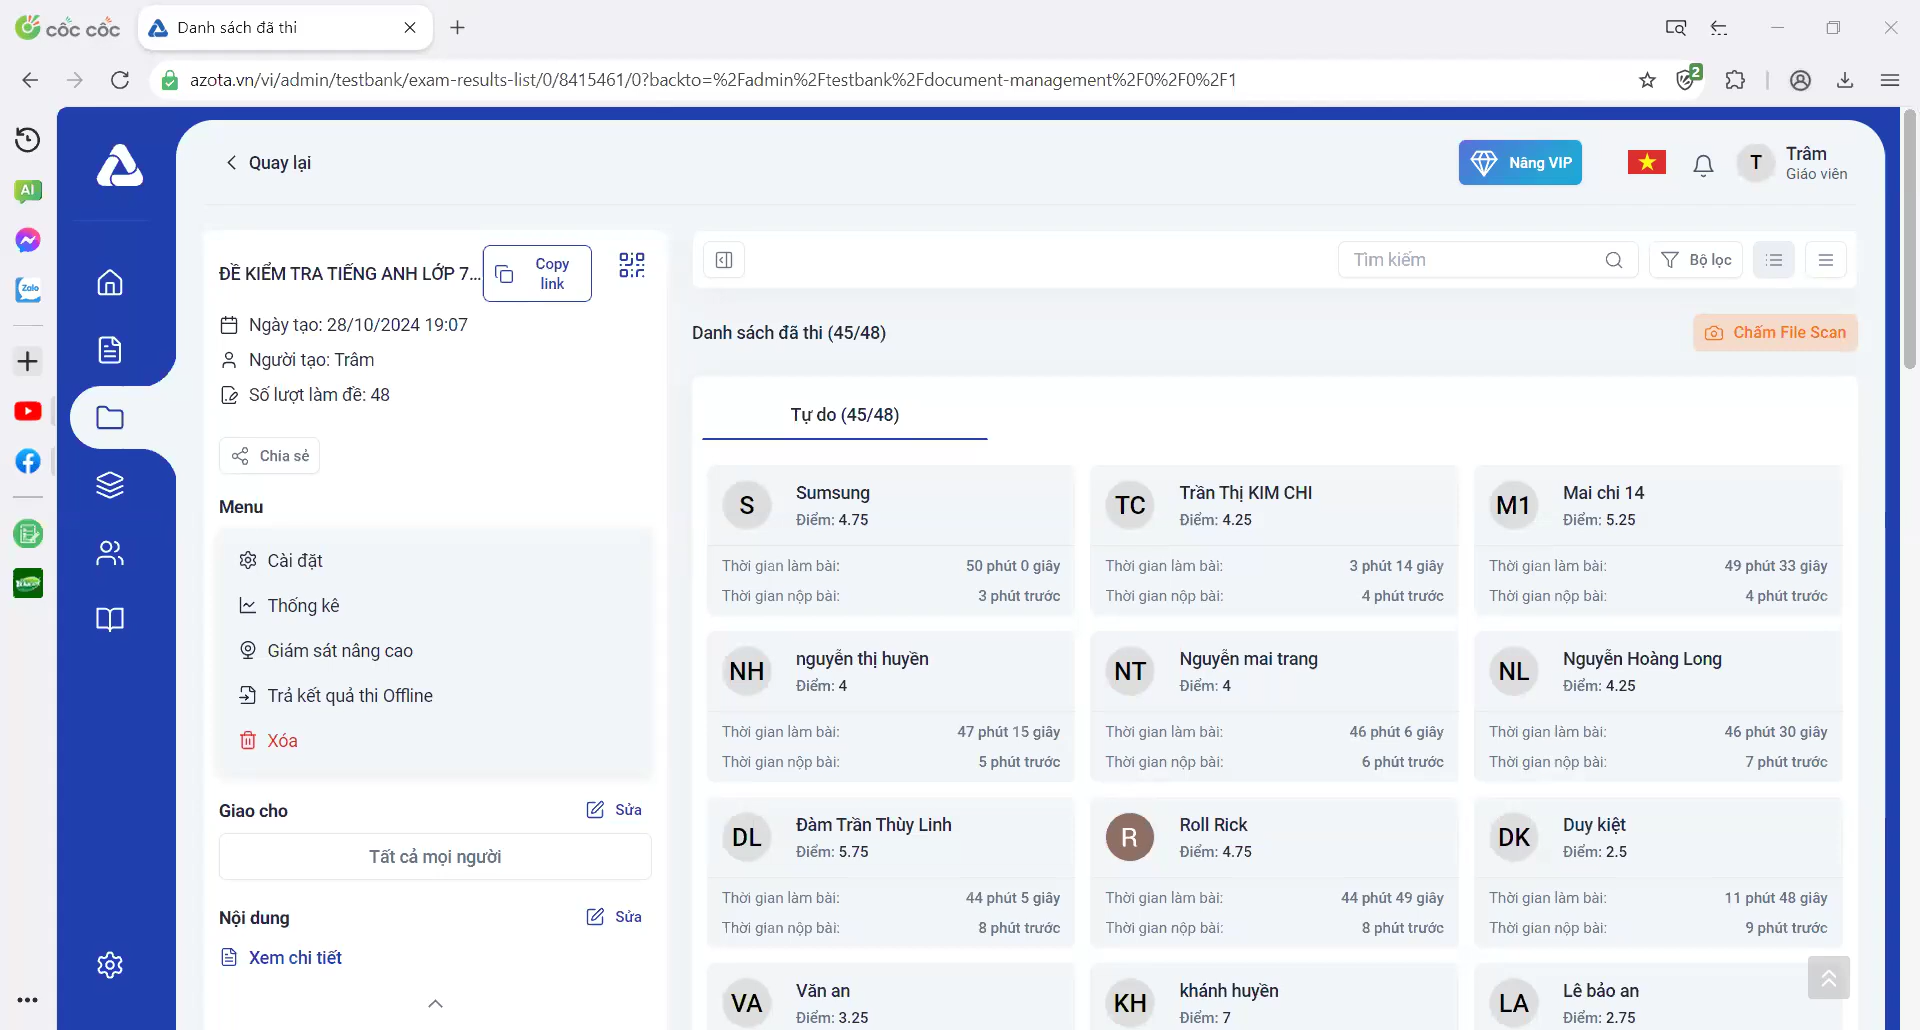 cốc cốc
Danh sách đã thi
azota.vn/vi/admin/testbank/exam-results-list/0/8415461/0?backto=%2Fadmin%2Ftestbank%2Fdocument-management%2F0%2F0%2F1
2
AI
Zalo
Quay lại
Nâng VIP
T
Trâm
Giáo viên
ĐỀ KIỂM TRA TIẾNG ANH LỚP 7...
Copy link
Ngày tạo: 28/10/2024 19:07
Người tạo: Trâm
Số lượt làm đề: 48
Chia sẻ
Menu
Cài đặt
Thống kê
Giám sát nâng cao
Trả kết quả thi Offline
Xóa
Giao cho
Sửa
Tất cả mọi người
Nội dung
Sửa
Xem chi tiết
Tìm kiếm
Bộ lọc
Danh sách đã thi (45/48)
Chấm File Scan
Tự do (45/48)
S
Sumsung
Điểm: 4.75
Thời gian làm bài: 50 phút 0 giây
Thời gian nộp bài: 3 phút trước
TC
Trần Thị KIM CHI
Điểm: 4.25
Thời gian làm bài: 3 phút 14 giây
Thời gian nộp bài: 4 phút trước
M1
Mai chi 14
Điểm: 5.25
Thời gian làm bài: 49 phút 33 giây
Thời gian nộp bài: 4 phút trước
NH
nguyễn thị huyền
Điểm: 4
Thời gian làm bài: 47 phút 15 giây
Thời gian nộp bài: 5 phút trước
NT
Nguyễn mai trang
Điểm: 4
Thời gian làm bài: 46 phút 6 giây
Thời gian nộp bài: 6 phút trước
NL
Nguyễn Hoàng Long
Điểm: 4.25
Thời gian làm bài: 46 phút 30 giây
Thời gian nộp bài: 7 phút trước
DL
Đàm Trần Thùy Linh
Điểm: 5.75
Thời gian làm bài: 44 phút 5 giây
Thời gian nộp bài: 8 phút trước
R
Roll Rick
Điểm: 4.75
Thời gian làm bài: 44 phút 49 giây
Thời gian nộp bài: 8 phút trước
DK
Duy kiệt
Điểm: 2.5
Thời gian làm bài: 11 phút 48 giây
Thời gian nộp bài: 9 phút trước
VA
Văn an
Điểm: 3.25
KH
khánh huyền
Điểm: 7
LA
Lê bảo an
Điểm: 2.75